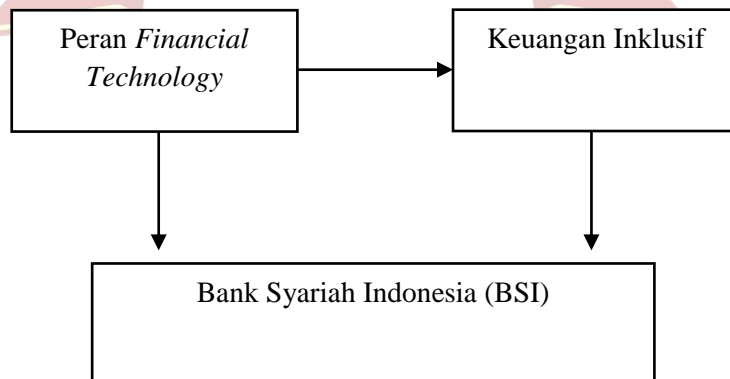 Peran Financial
Technology
Keuangan Inklusif
Bank Syariah Indonesia (BSI)